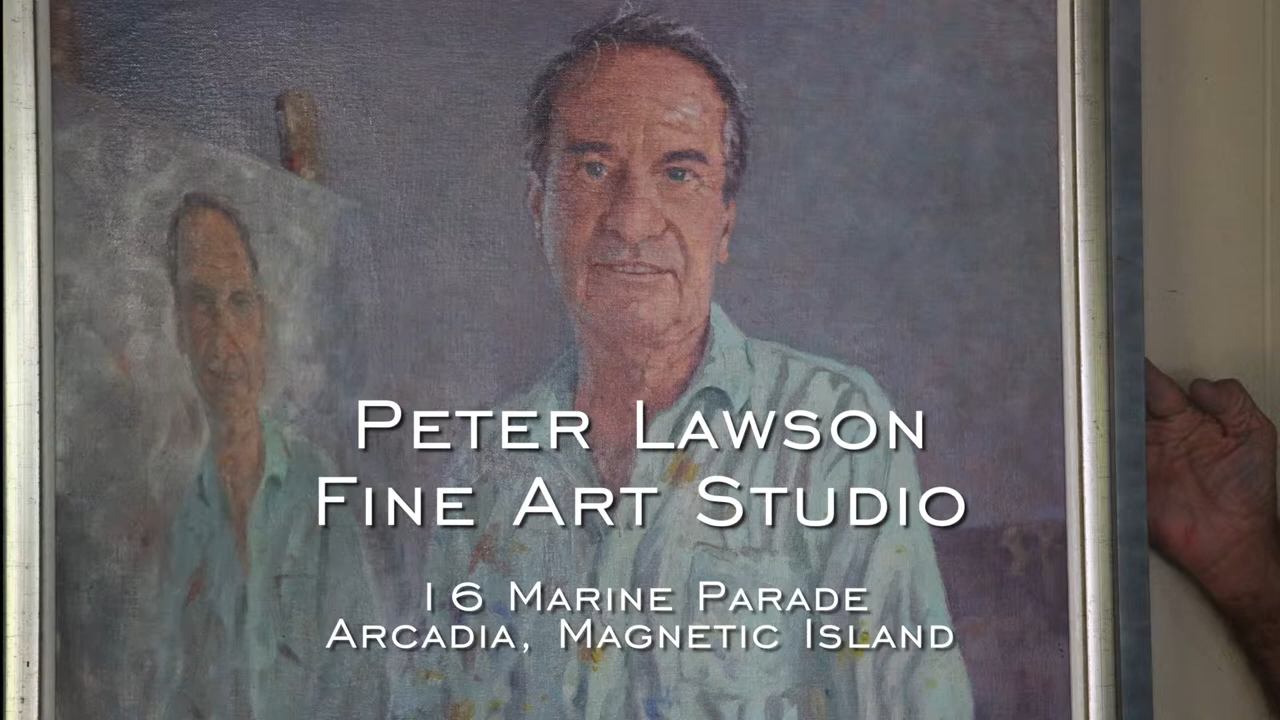 Peter Lawson
Fine Art Studio
16 Marine Parade
Arcadia, Magnetic Island